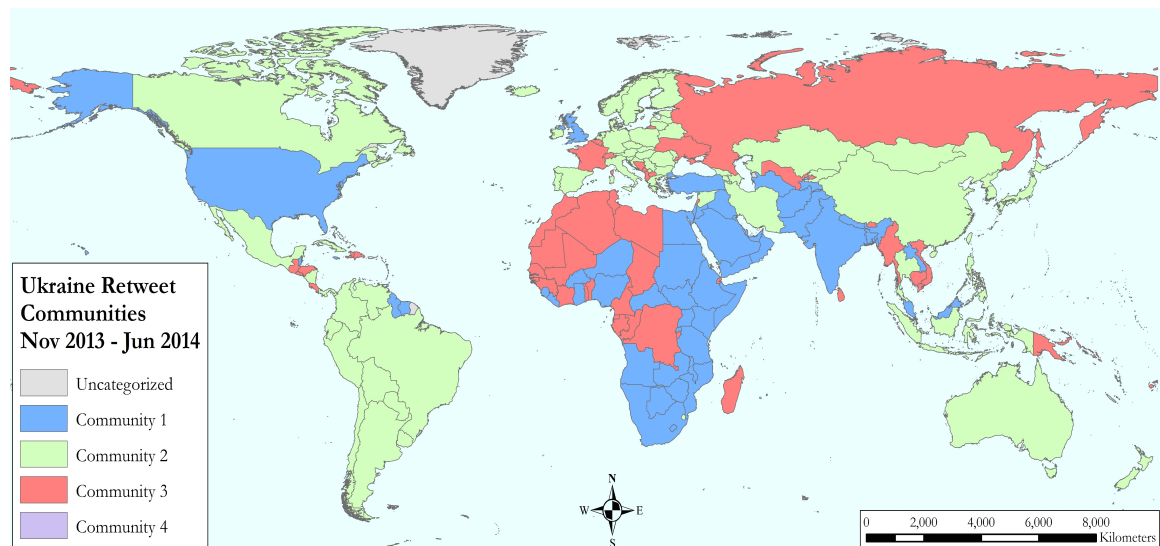 Ukraine Retweet
Communities
Nov 2013 - Jun 2014
Uncategorized
Community 1
Community 2
Community 3
Community 4
N
W E
S
0 2,000 4,000 6,000 8,000
Kilometers